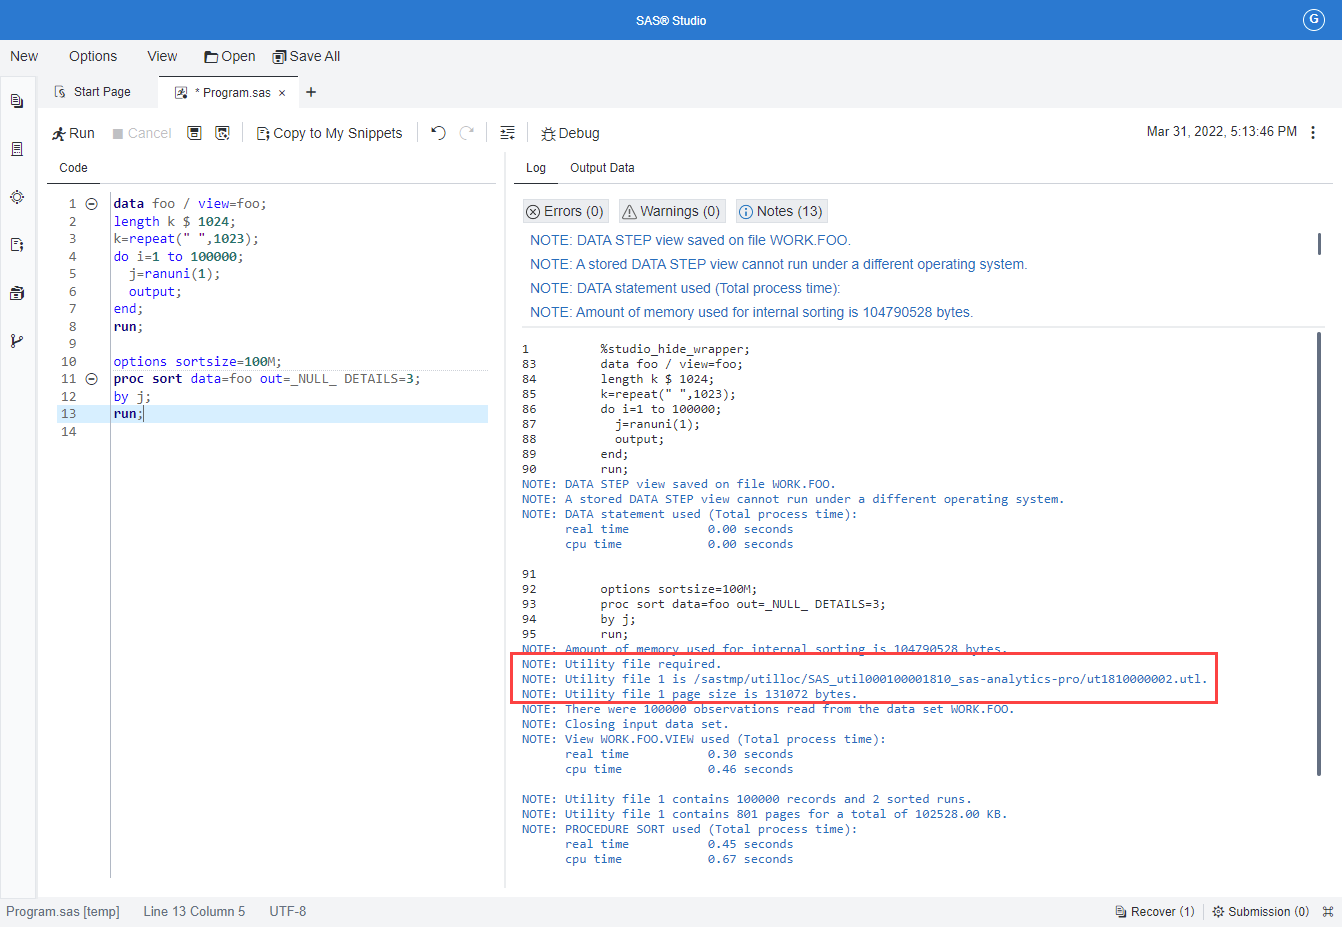 SAS® Studio
G
New Options View Open Save All
Start Page * Program.sas × +
Run Cancel Copy to My Snippets Debug Mar 31, 2022, 5:13:46 PM
Code
1 data foo / view=foo;
2 length k $ 1024;
3 k=repeat(" ",1023);
4 do i=1 to 100000;
5 j=ranuni(1);
6 output;
7 end;
8 run;
9
10 options sortsize=100M;
11 proc sort data=foo out=_NULL_ DETAILS=3;
12 by j;
13 run;
14
Log Output Data
Errors (0) Warnings (0) Notes (13)
NOTE: DATA STEP view saved on file WORK.FOO.
NOTE: A stored DATA STEP view cannot run under a different operating system.
NOTE: DATA statement used (Total process time):
NOTE: Amount of memory used for internal sorting is 104790528 bytes.
1 %studio_hide_wrapper;
83 data foo / view=foo;
84 length k $ 1024;
85 k=repeat(" ",1023);
86 do i=1 to 100000;
87 j=ranuni(1);
88 output;
89 end;
90 run;
NOTE: DATA STEP view saved on file WORK.FOO.
NOTE: A stored DATA STEP view cannot run under a different operating system.
NOTE: DATA statement used (Total process time):
real time 0.00 seconds
cpu time 0.00 seconds
91
92 options sortsize=100M;
93 proc sort data=foo out=_NULL_ DETAILS=3;
94 by j;
95 run;
NOTE: Amount of memory used for internal sorting is 104790528 bytes.
NOTE: Utility file required.
NOTE: Utility file 1 is /sastmp/utilloc/SAS_util000100001810_sas-analytics-pro/ut1810000002.utl.
NOTE: Utility file 1 page size is 131072 bytes.
NOTE: There were 100000 observations read from the data set WORK.FOO.
NOTE: Closing input data set.
NOTE: View WORK.FOO.VIEW used (Total process time):
real time 0.30 seconds
cpu time 0.46 seconds
NOTE: Utility file 1 contains 100000 records and 2 sorted runs.
NOTE: Utility file 1 contains 801 pages for a total of 102528.00 KB.
NOTE: PROCEDURE SORT used (Total process time):
real time 0.45 seconds
cpu time 0.67 seconds
Program.sas [temp] Line 13 Column 5 UTF-8 Recover (1) Submission (0)